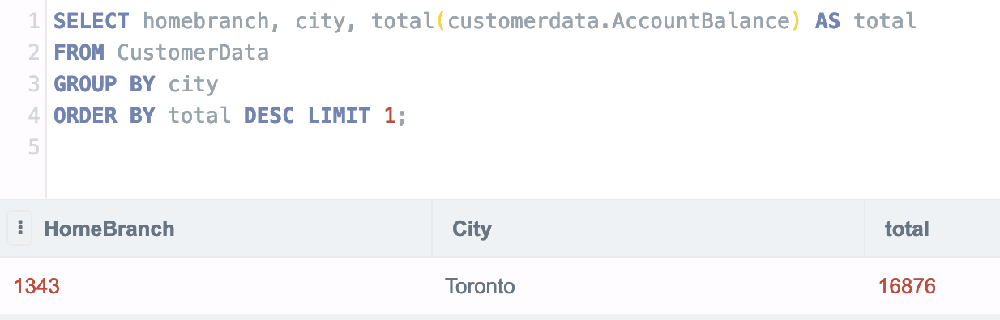 1 SELECT homebranch, city, total(customerdata.AccountBalance) AS total
2 FROM CustomerData
3 GROUP BY city
4 ORDER BY total DESC LIMIT 1;
5
HomeBranch City total
1343 Toronto 16876